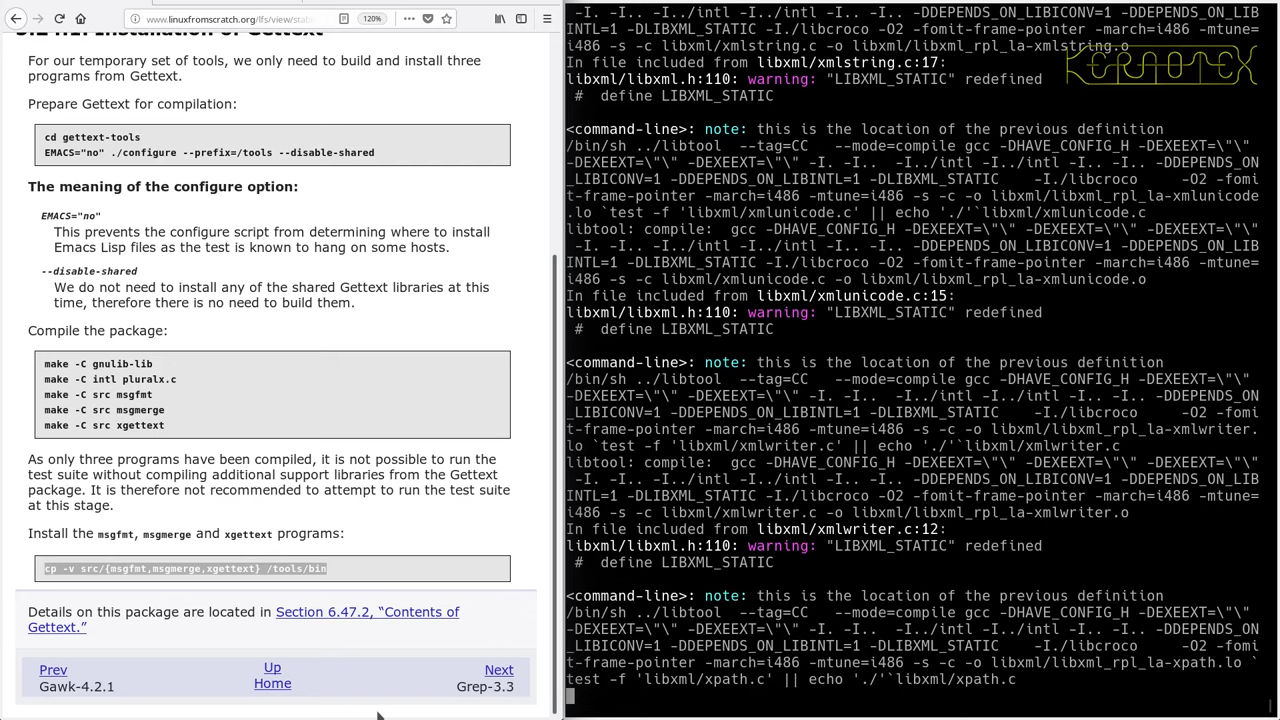 www.linuxfromscratch.org/lfs/view/stab
120%
5.24.1. Installation of Gettext
For our temporary set of tools, we only need to build and install three
programs from Gettext.
Prepare Gettext for compilation:
cd gettext-tools
EMACS="no" ./configure --prefix=/tools --disable-shared
The meaning of the configure option:
EMACS="no"
This prevents the configure script from determining where to install
Emacs Lisp files as the test is known to hang on some hosts.
--disable-shared
We do not need to install any of the shared Gettext libraries at this
time, therefore there is no need to build them.
Compile the package:
make -C gnulib-lib
make -C intl pluralx.c
make -C src msgfmt
make -C src msgmerge
make -C src xgettext
As only three programs have been compiled, it is not possible to run the
test suite without compiling additional support libraries from the Gettext
package. It is therefore not recommended to attempt to run the test suite
at this stage.
Install the msgfmt, msgmerge and xgettext programs:
cp -v src/{msgfmt,msgmerge,xgettext} /tools/bin
Details on this package are located in Section 6.47.2, “Contents of
Gettext.”
Prev
Up
Next
Gawk-4.2.1
Home
Grep-3.3
-I. -I.. -I../intl -I../intl -I.. -I.. -DDEPENDS_ON_LIBICONV=1 -DDEPENDS_ON_LIB
INTL=1 -DLIBXML_STATIC -I./libcroco -O2 -fomit-frame-pointer -march=i486 -mtune=
i486 -s -c libxml/xmlstring.c -o libxml/libxml_rpl_la-xmlstring.o
In file included from libxml/xmlstring.c:17:
libxml/libxml.h:110: warning: "LIBXML_STATIC" redefined
 #  define LIBXML_STATIC
KERNOTEX
<command-line>: note: this is the location of the previous definition
/bin/sh ../libtool  --tag=CC   --mode=compile gcc -DHAVE_CONFIG_H -DEXEEXT=\"\"
-DEXEEXT=\"\" -DEXEEXT=\"\" -I. -I.. -I../intl -I../intl -I.. -I.. -DDEPENDS_ON
_LIBICONV=1 -DDEPENDS_ON_LIBINTL=1 -DLIBXML_STATIC    -I./libcroco      -O2 -fomi
t-frame-pointer -march=i486 -mtune=i486 -s -c -o libxml/libxml_rpl_la-xmlunicode
.lo `test -f 'libxml/xmlunicode.c' || echo './'`libxml/xmlunicode.c
libtool: compile:  gcc -DHAVE_CONFIG_H -DEXEEXT=\"\" -DEXEEXT=\"\" -DEXEEXT=\"\"
-I. -I.. -I../intl -I../intl -I.. -I.. -DDEPENDS_ON_LIBICONV=1 -DDEPENDS_ON_LIB
INTL=1 -DLIBXML_STATIC -I./libcroco -O2 -fomit-frame-pointer -march=i486 -mtune=
i486 -s -c libxml/xmlunicode.c -o libxml/libxml_rpl_la-xmlunicode.o
In file included from libxml/xmlunicode.c:15:
libxml/libxml.h:110: warning: "LIBXML_STATIC" redefined
 #  define LIBXML_STATIC
<command-line>: note: this is the location of the previous definition
/bin/sh ../libtool  --tag=CC   --mode=compile gcc -DHAVE_CONFIG_H -DEXEEXT=\"\"
-DEXEEXT=\"\" -DEXEEXT=\"\" -I. -I.. -I../intl -I../intl -I.. -I.. -DDEPENDS_ON
_LIBICONV=1 -DDEPENDS_ON_LIBINTL=1 -DLIBXML_STATIC    -I./libcroco      -O2 -fomi
t-frame-pointer -march=i486 -mtune=i486 -s -c -o libxml/libxml_rpl_la-xmlwriter.
lo `test -f 'libxml/xmlwriter.c' || echo './'`libxml/xmlwriter.c
libtool: compile:  gcc -DHAVE_CONFIG_H -DEXEEXT=\"\" -DEXEEXT=\"\" -DEXEEXT=\"\"
-I. -I.. -I../intl -I../intl -I.. -I.. -DDEPENDS_ON_LIBICONV=1 -DDEPENDS_ON_LIB
INTL=1 -DLIBXML_STATIC -I./libcroco -O2 -fomit-frame-pointer -march=i486 -mtune=
i486 -s -c libxml/xmlwriter.c -o libxml/libxml_rpl_la-xmlwriter.o
In file included from libxml/xmlwriter.c:12:
libxml/libxml.h:110: warning: "LIBXML_STATIC" redefined
 #  define LIBXML_STATIC
<command-line>: note: this is the location of the previous definition
/bin/sh ../libtool  --tag=CC   --mode=compile gcc -DHAVE_CONFIG_H -DEXEEXT=\"\"
-DEXEEXT=\"\" -DEXEEXT=\"\" -I. -I.. -I../intl -I../intl -I.. -I.. -DDEPENDS_ON
_LIBICONV=1 -DDEPENDS_ON_LIBINTL=1 -DLIBXML_STATIC    -I./libcroco      -O2 -fomi
t-frame-pointer -march=i486 -mtune=i486 -s -c -o libxml/libxml_rpl_la-xpath.lo `
test -f 'libxml/xpath.c' || echo './'`libxml/xpath.c